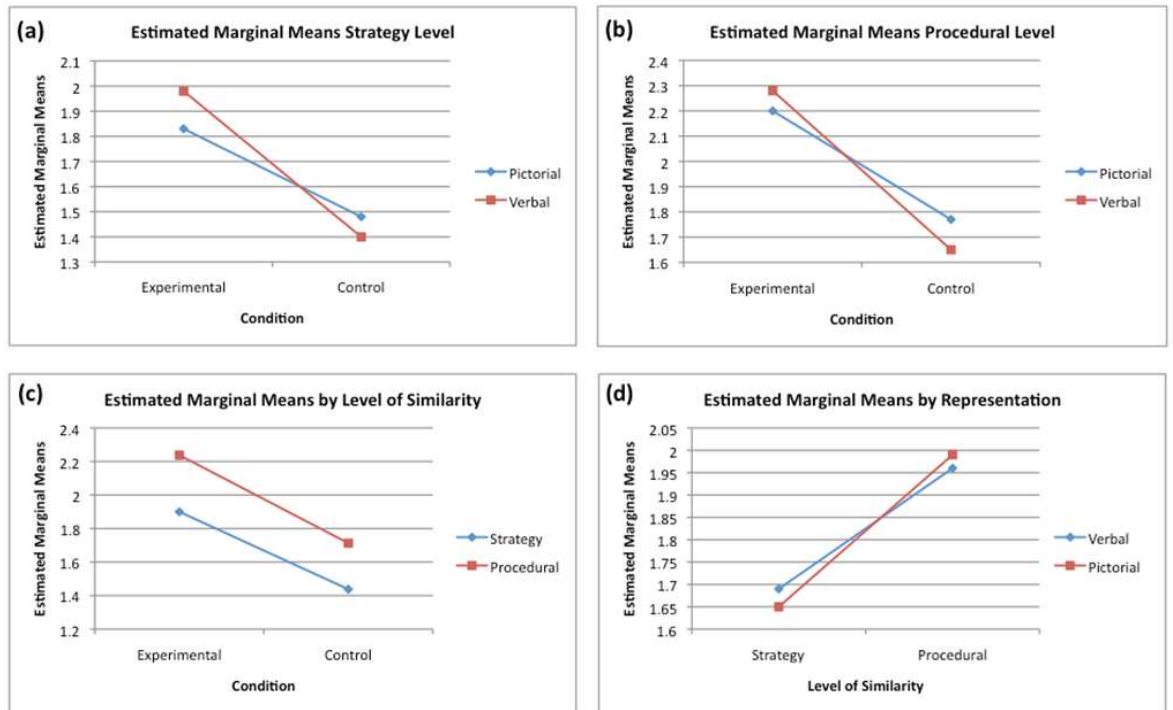 (a)
Estimated Marginal Means Strategy Level
Estimated Marginal Means
2.1
2
1.9
1.8
1.7
1.6
1.5
1.4
1.3
Experimental Control
Condition
Pictorial
Verbal
(b)
Estimated Marginal Means Procedural Level
Estimated Marginal Means
2.4
2.3
2.2
2.1
2
1.9
1.8
1.7
1.6
Experimental Control
Condition
Pictorial
Verbal
(c)
Estimated Marginal Means by Level of Similarity
Estimated Marginal Means
2.4
2.2
2
1.8
1.6
1.4
1.2
Experimental Control
Condition
Strategy
Procedural
(d)
Estimated Marginal Means by Representation
Estimated Marginal Means
2.05
2
1.95
1.9
1.85
1.8
1.75
1.7
1.65
1.6
Strategy Procedural
Level of Similarity
Verbal
Pictorial